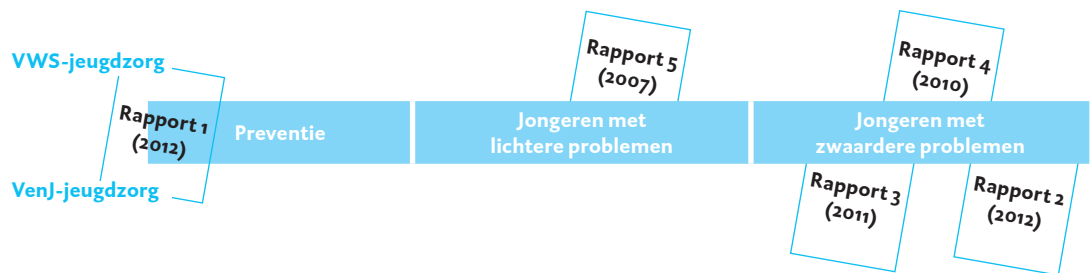 VWS-jeugdzorg
Rapport 1
(2012)
VenJ-jeugdzorg
Preventie
Rapport 5
(2007)
Jongeren met
lichtere problemen
Rapport 4
(2010)
Jongeren met
zwaardere problemen
Rapport 3
(2011)
Rapport 2
(2012)